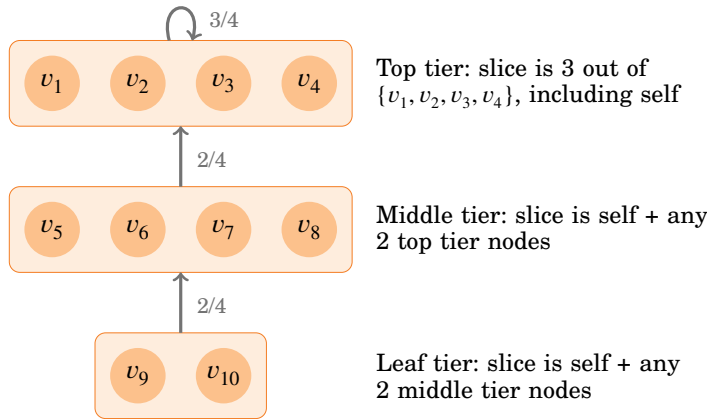 3/4
v₁ v₂ v₃ v₄
Top tier: slice is 3 out of
{v₁, v₂, v₃, v₄}, including self
2/4
v₅ v₆ v₇ v₈
Middle tier: slice is self + any
2 top tier nodes
2/4
v₉ v₁₀
Leaf tier: slice is self + any
2 middle tier nodes